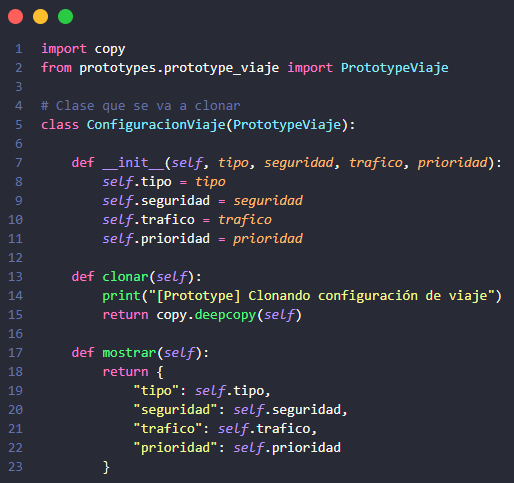 1 import copy
2 from prototypes.prototype_viaje import PrototypeViaje
3
4 # Clase que se va a clonar
5 class ConfiguracionViaje(PrototypeViaje):
6
7     def __init__(self, tipo, seguridad, trafico, prioridad):
8         self.tipo = tipo
9         self.seguridad = seguridad
10         self.trafico = trafico
11         self.prioridad = prioridad
12
13     def clonar(self):
14         print("[Prototype] Clonando configuración de viaje")
15         return copy.deepcopy(self)
16
17     def mostrar(self):
18         return {
19             "tipo": self.tipo,
20             "seguridad": self.seguridad,
21             "trafico": self.trafico,
22             "prioridad": self.prioridad
23         }